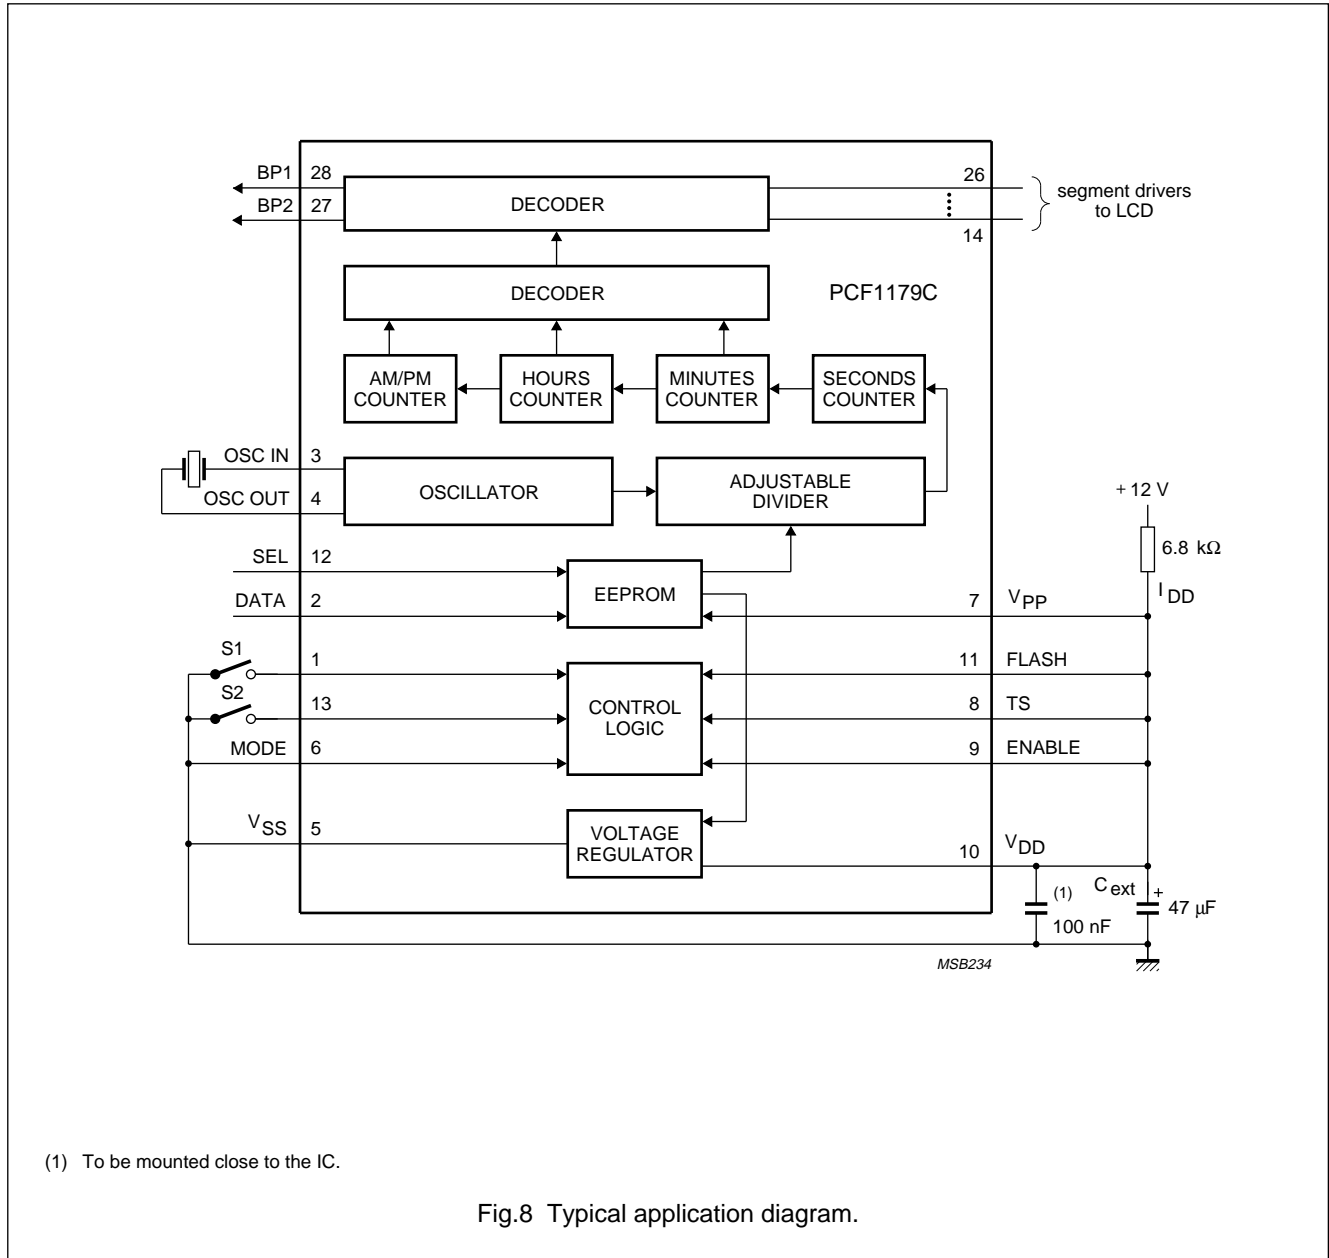 BP1 28
BP2 27
DECODER
26
14
segment drivers
to LCD
DECODER
PCF1179C
AM/PM
COUNTER
HOURS
COUNTER
MINUTES
COUNTER
SECONDS
COUNTER
OSC IN 3
OSC OUT 4
OSCILLATOR
ADJUSTABLE
DIVIDER
+ 12 V
6.8 kΩ
I DD
SEL 12
DATA 2
EEPROM
7 VPP
S1
1
S2
13
MODE 6
CONTROL
LOGIC
11 FLASH
8 TS
9 ENABLE
VSS 5
VOLTAGE
REGULATOR
10 VDD
(1)
100 nF
Cext
+
47 μF
MSB234
(1) To be mounted close to the IC.
Fig.8 Typical application diagram.